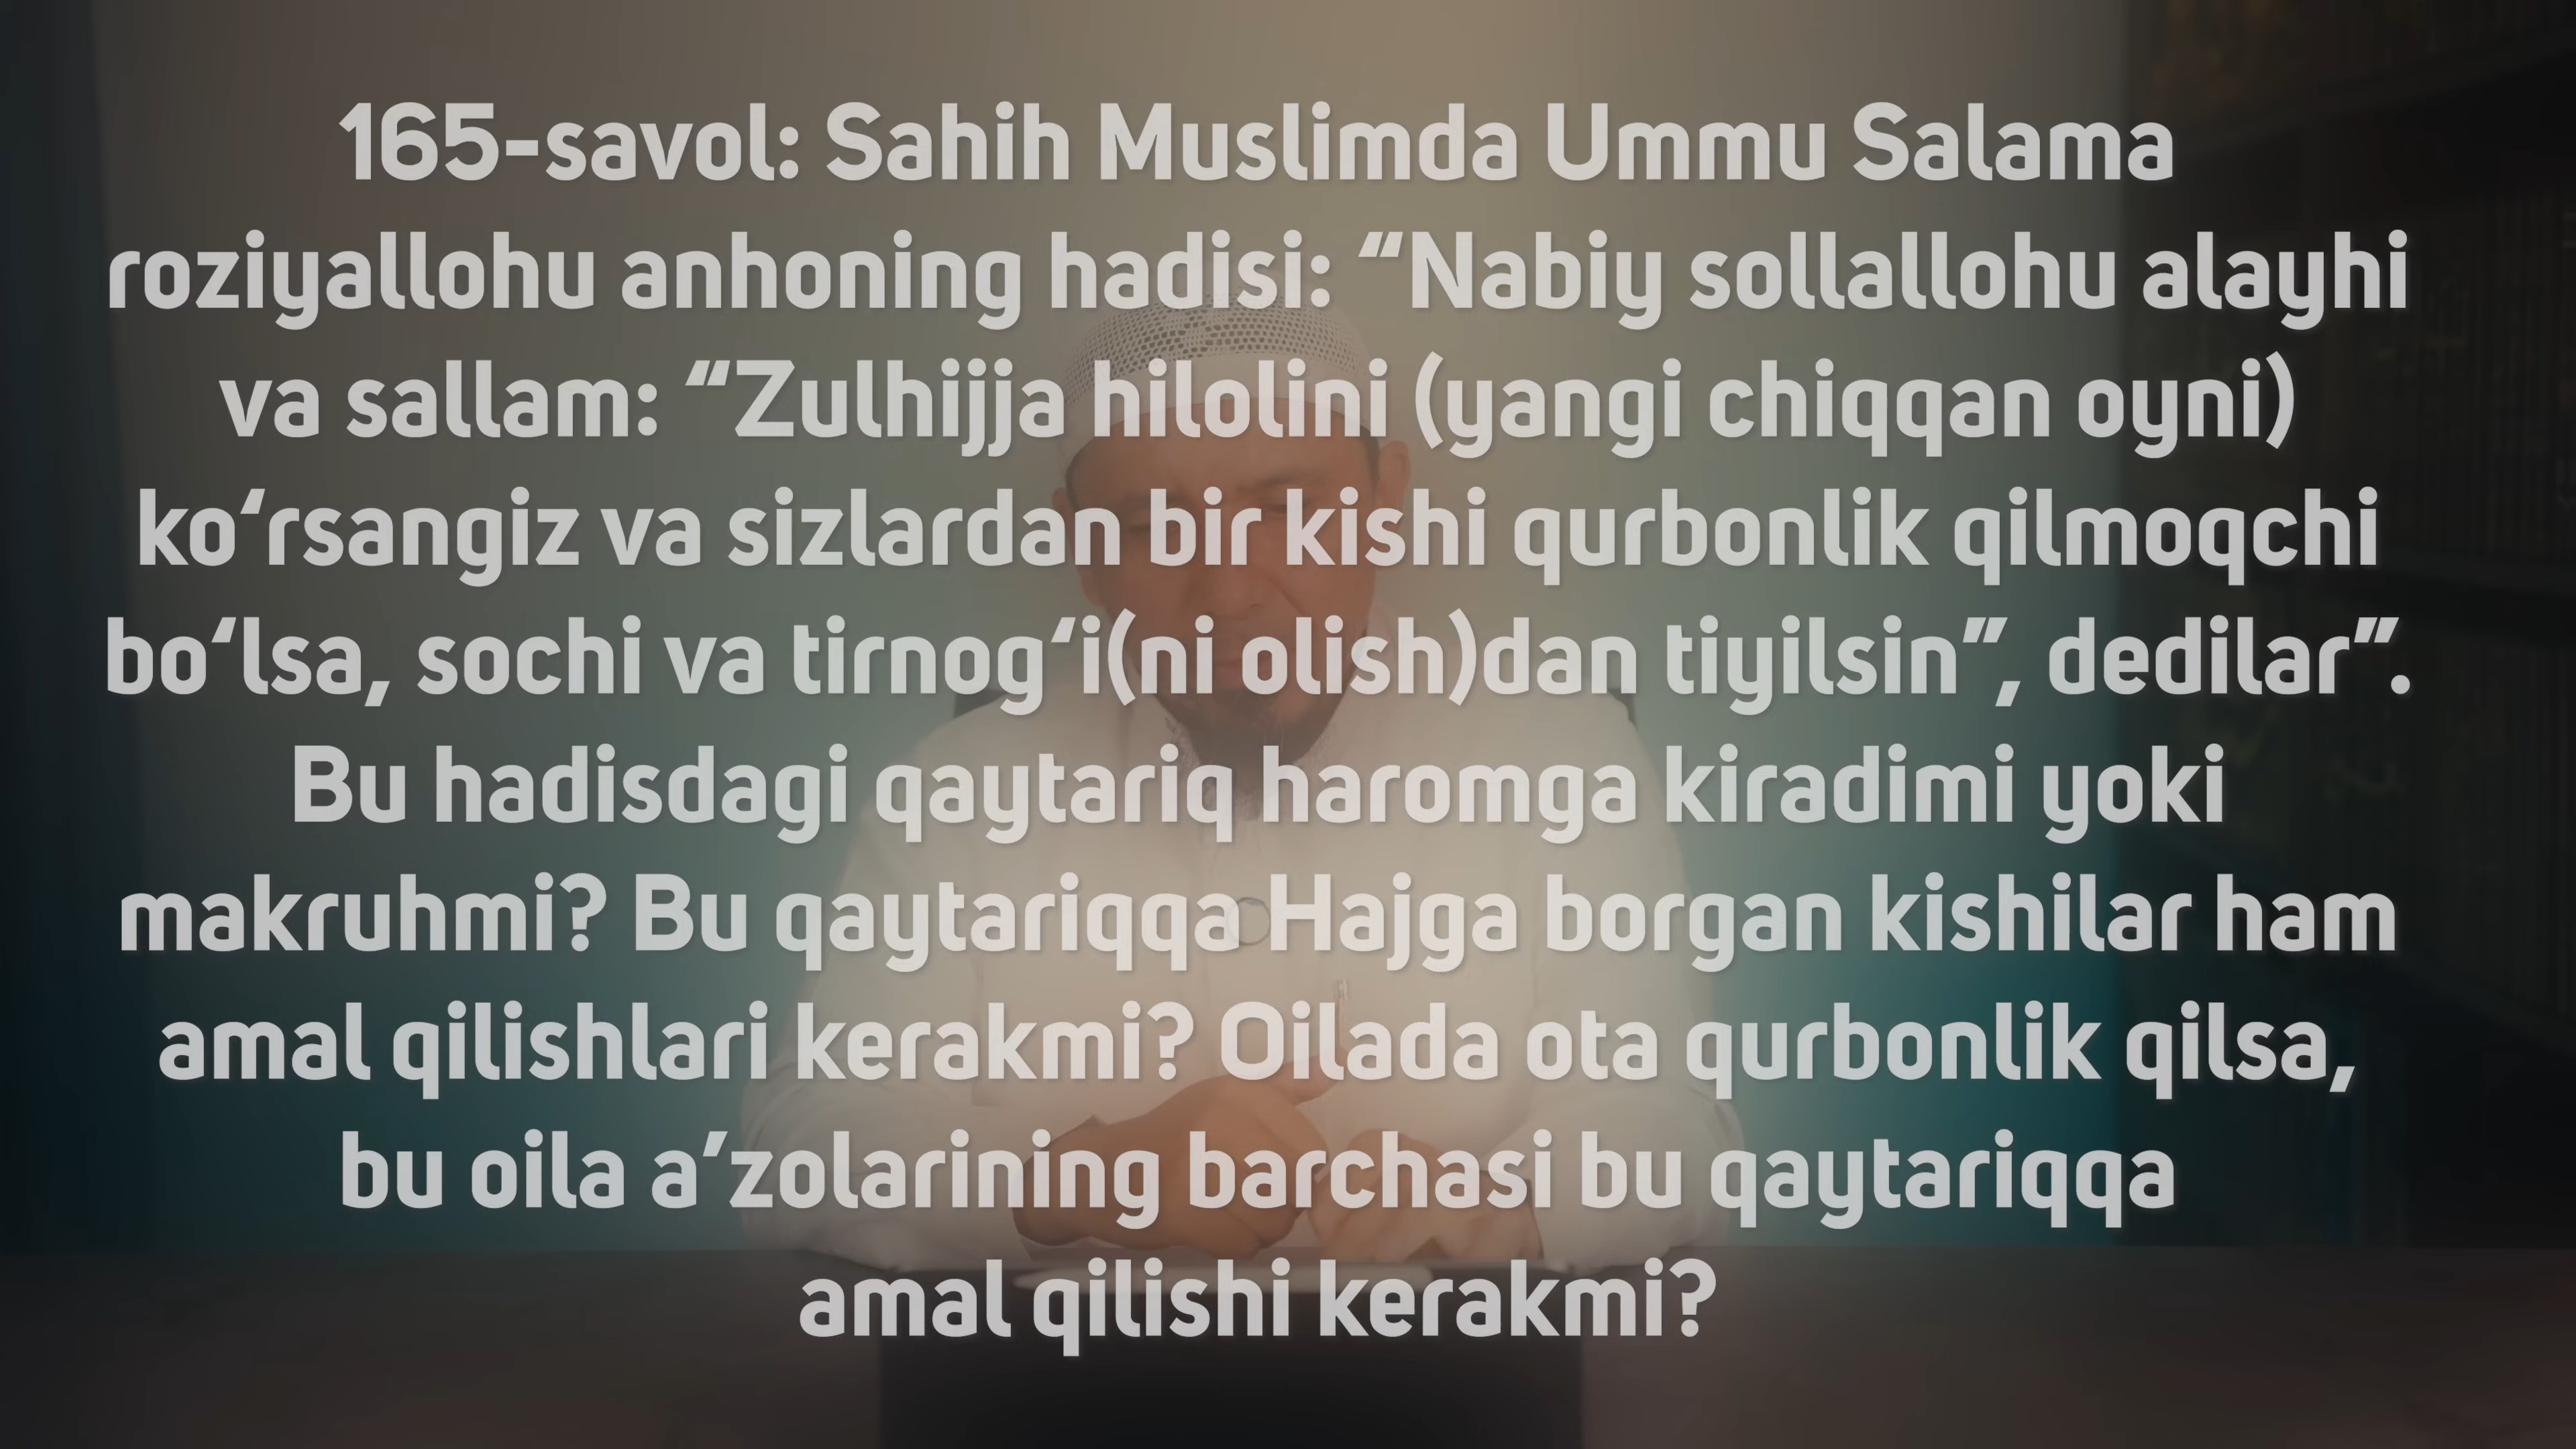 165-savol: Sahih Muslimda Ummu Salama
roziyallohu anhoning hadisi: “Nabiy sollallohu alayhi
va sallam: “Zulhijja hilolini (yangi chiqqan oyni)
ko‘rsangiz va sizlardan bir kishi qurbonlik qilmoqchi
bo‘lsa, sochi va tirnog‘i(ni olish)dan tiyilsin”, dedilar”.
Bu hadisdagi qaytariq haromga kiradimi yoki
makruhmi? Bu qaytariqqa Hajga borgan kishilar ham
amal qilishlari kerakmi? Oilada ota qurbonlik qilsa,
bu oila a’zolarining barchasi bu qaytariqqa
amal qilishi kerakmi?